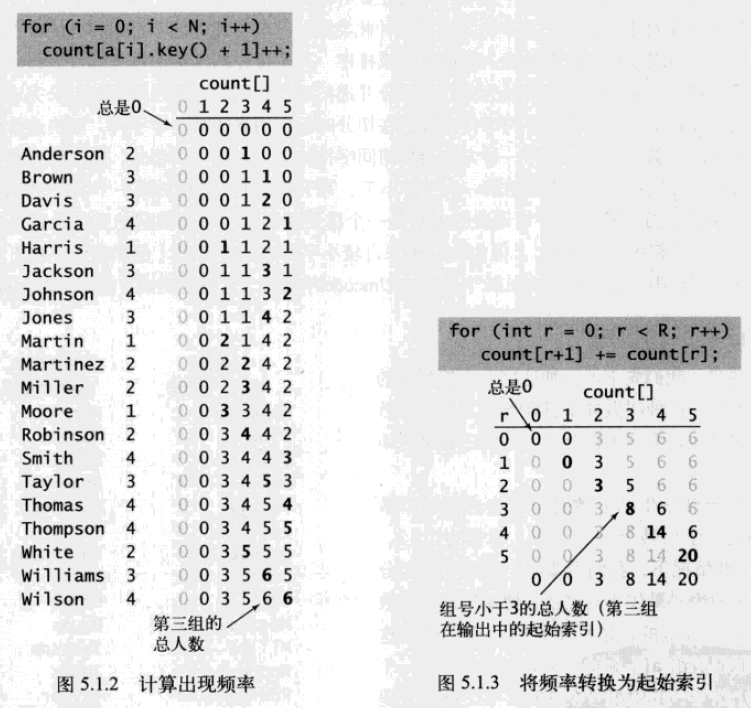 for (i = 0; i < N; i++)
count[a[i].key() + 1]++;
count[]
总是0 0 1 2 3 4 5
0 0 0 0 0 0
Anderson 2 0 0 0 1 0 0
Brown 3 0 0 0 1 1 0
Davis 3 0 0 0 1 2 0
Garcia 4 0 0 0 1 2 1
Harris 1 0 0 1 1 2 1
Jackson 3 0 0 1 1 3 1
Johnson 4 0 0 1 1 3 2
Jones 3 0 0 1 1 4 2
Martin 1 0 0 2 1 4 2
Martinez 2 0 0 2 2 4 2
Miller 2 0 0 2 3 4 2
Moore 1 0 0 3 3 4 2
Robinson 2 0 0 3 4 4 2
Smith 4 0 0 3 4 4 3
Taylor 3 0 0 3 4 5 3
Thomas 4 0 0 3 4 5 4
Thompson 4 0 0 3 4 5 5
White 2 0 0 3 5 5 5
Williams 3 0 0 3 5 6 5
Wilson 4 0 0 3 5 6 6
第三组的
总人数
图 5.1.2 计算出现频率
for (int r = 0; r < R; r++)
count[r+1] += count[r];
总是0 count[]
r 0 1 2 3 4 5
0 0 0 3 5 6 6
1 0 0 3 5 6 6
2 0 0 3 5 6 6
3 0 0 3 8 6 6
4 0 0 3 8 14 6
5 0 0 3 8 14 20
0 0 3 8 14 20
组号小于3的总人数（第三组
在输出中的起始索引）
图 5.1.3 将频率转换为起始索引